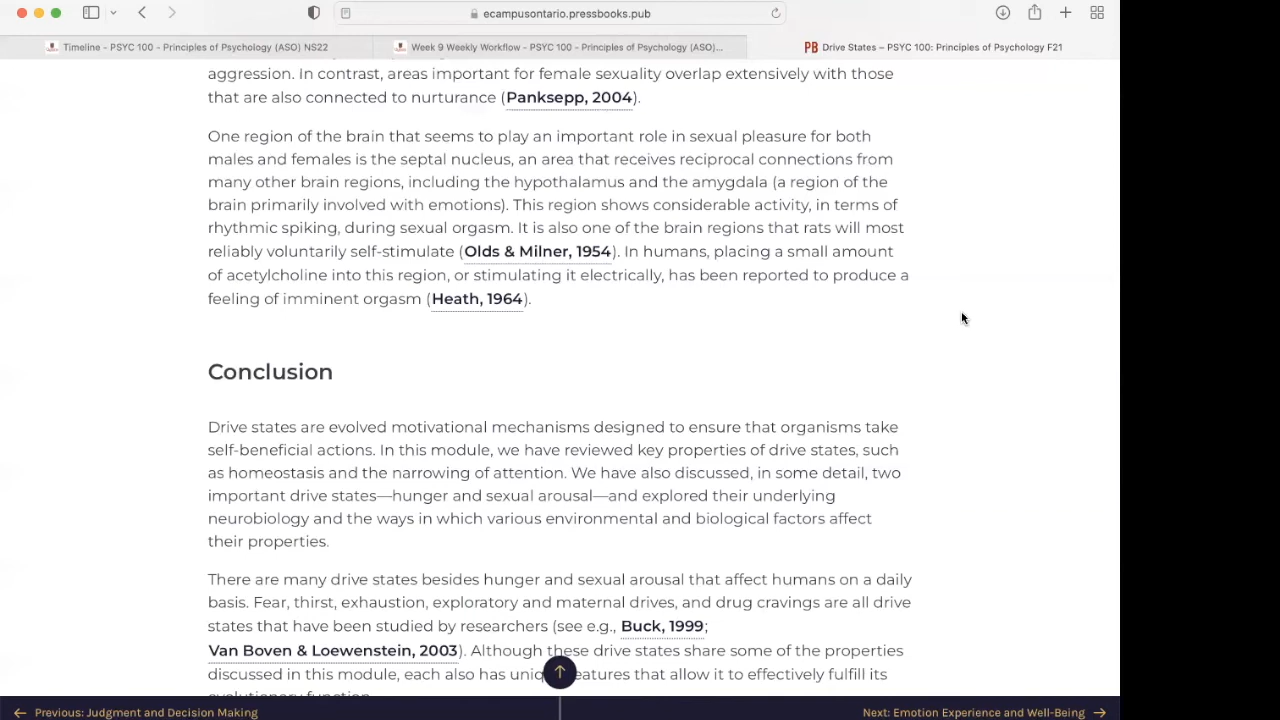 ecampusontario.pressbooks.pub
Timeline - PSYC 100 - Principles of Psychology (ASO) NS22
Week 9 Weekly Workflow - PSYC 100 - Principles of Psychology (ASO)...
PB Drive States – PSYC 100: Principles of Psychology F21
aggression. In contrast, areas important for female sexuality overlap extensively with those
that are also connected to nurturance (Panksepp, 2004).
One region of the brain that seems to play an important role in sexual pleasure for both
males and females is the septal nucleus, an area that receives reciprocal connections from
many other brain regions, including the hypothalamus and the amygdala (a region of the
brain primarily involved with emotions). This region shows considerable activity, in terms of
rhythmic spiking, during sexual orgasm. It is also one of the brain regions that rats will most
reliably voluntarily self-stimulate (Olds & Milner, 1954). In humans, placing a small amount
of acetylcholine into this region, or stimulating it electrically, has been reported to produce a
feeling of imminent orgasm (Heath, 1964).
Conclusion
Drive states are evolved motivational mechanisms designed to ensure that organisms take
self-beneficial actions. In this module, we have reviewed key properties of drive states, such
as homeostasis and the narrowing of attention. We have also discussed, in some detail, two
important drive states—hunger and sexual arousal—and explored their underlying
neurobiology and the ways in which various environmental and biological factors affect
their properties.
There are many drive states besides hunger and sexual arousal that affect humans on a daily
basis. Fear, thirst, exhaustion, exploratory and maternal drives, and drug cravings are all drive
states that have been studied by researchers (see e.g., Buck, 1999;
Van Boven & Loewenstein, 2003). Although these drive states share some of the properties
discussed in this module, each also has unique features that allow it to effectively fulfill its
evolutionary function.
← Previous: Judgment and Decision Making
Next: Emotion Experience and Well-Being →